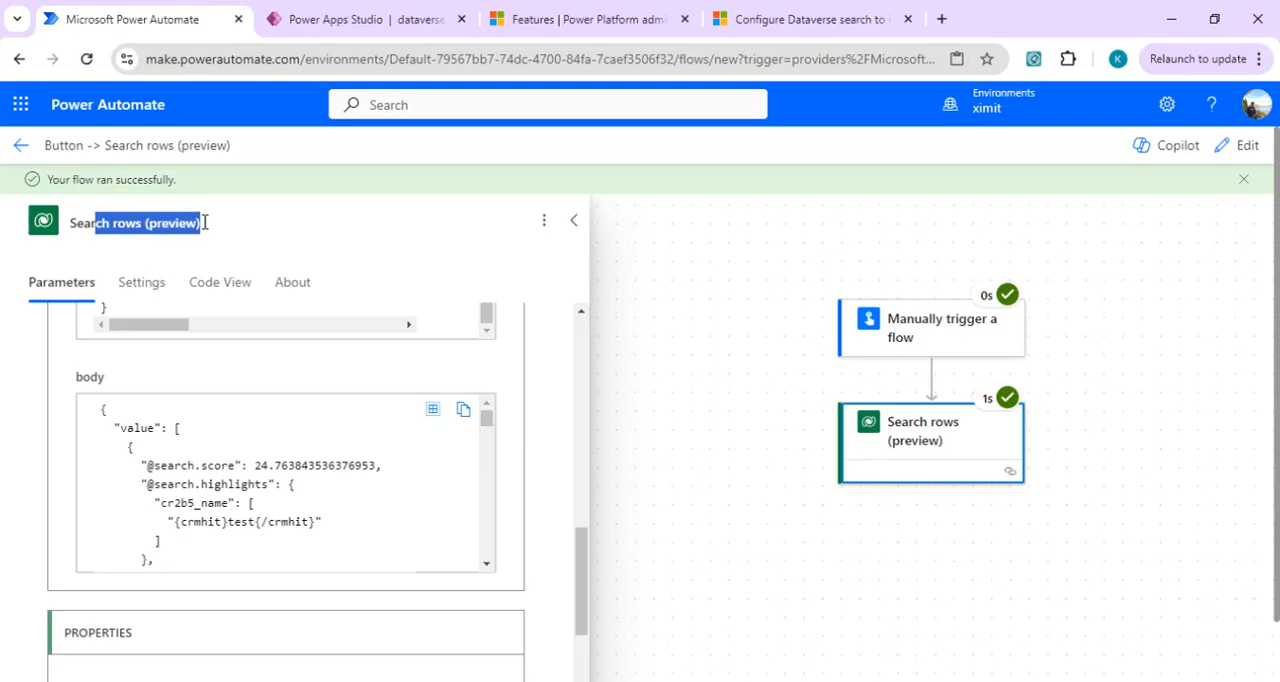 Microsoft Power Automate
Power Apps Studio | dataverse
Features | Power Platform admi
Configure Dataverse search to i
make.powerautomate.com/environments/Default-79567bb7-74dc-4700-84fa-7caef3506f32/flows/new?trigger=providers%2FMicrosoft...
K
Relaunch to update
Power Automate
Search
Environments
ximit
?
Button -> Search rows (preview)
Copilot
Edit
Your flow ran successfully.
Search rows (preview)
Parameters
Settings
Code View
About
}
body
{
"value": [
{
"@search.score": 24.763843536376953,
"@search.highlights": {
"cr2b5_name": [
"{crmhit}test{/crmhit}"
]
},
PROPERTIES
0s
Manually trigger a
flow
1s
Search rows
(preview)